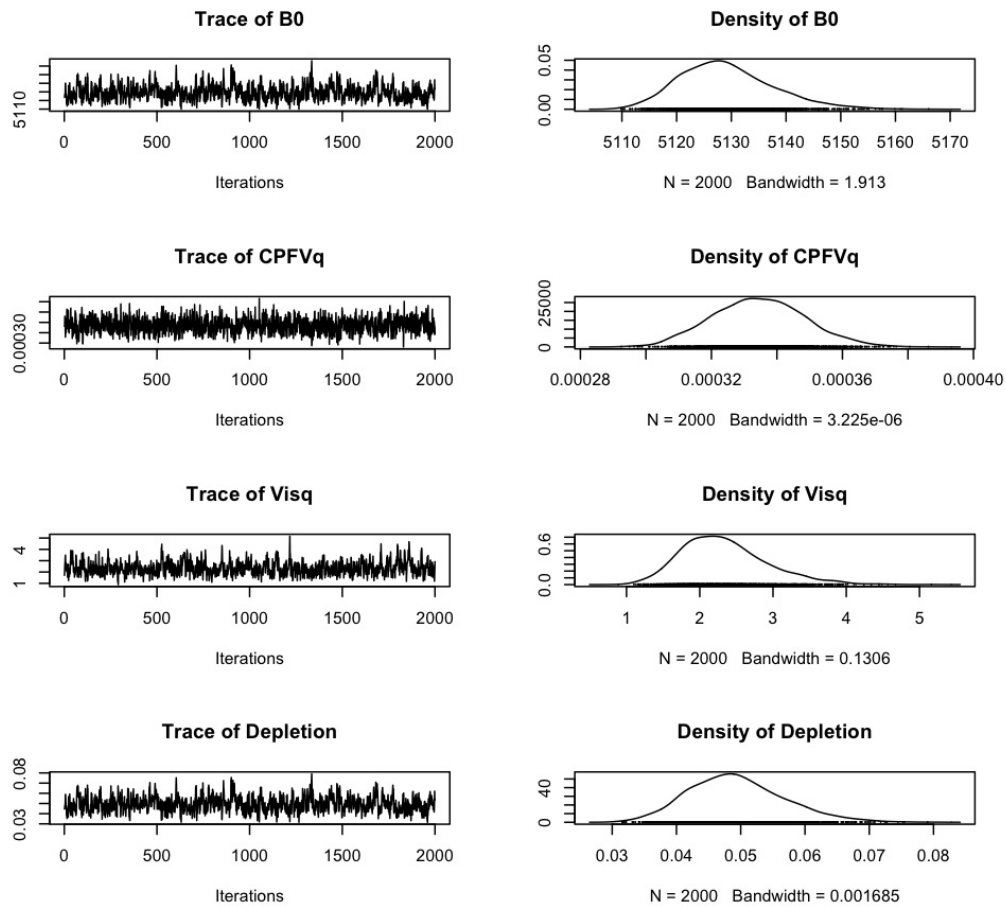 Trace of B0
5110
0 500 1000 1500 2000
Iterations
Density of B0
0.00 0.05
5110 5120 5130 5140 5150 5160 5170
N = 2000 Bandwidth = 1.913
Trace of CPFVq
0.00030
0 500 1000 1500 2000
Iterations
Density of CPFVq
0 25000
0.00028 0.00032 0.00036 0.00040
N = 2000 Bandwidth = 3.225e-06
Trace of Visq
1 4
0 500 1000 1500 2000
Iterations
Density of Visq
0.0 0.6
1 2 3 4 5
N = 2000 Bandwidth = 0.1306
Trace of Depletion
0.03 0.08
0 500 1000 1500 2000
Iterations
Density of Depletion
0 40
0.03 0.04 0.05 0.06 0.07 0.08
N = 2000 Bandwidth = 0.001685